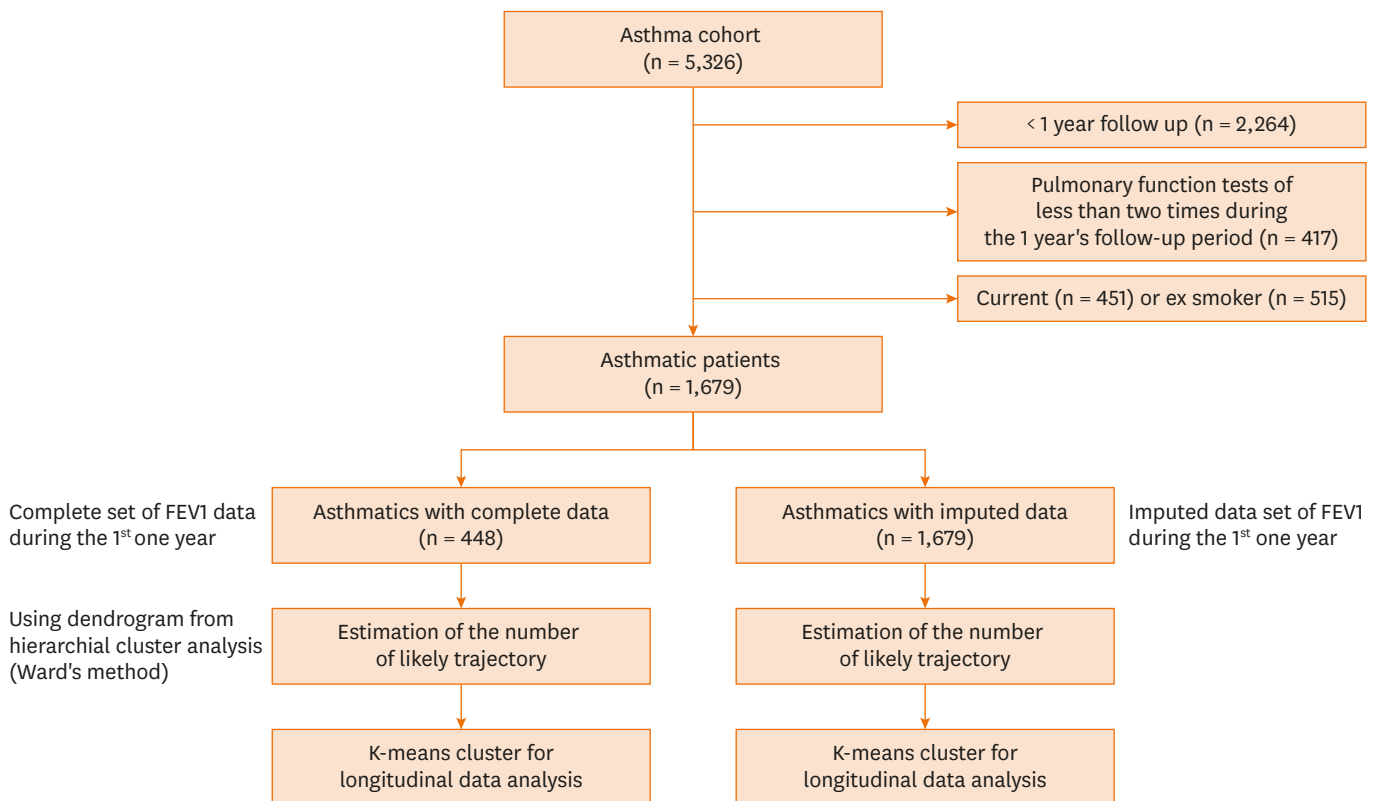 Asthma cohort
(n = 5,326)
< 1 year follow up (n = 2,264)
Pulmonary function tests of
less than two times during
the 1 year's follow-up period (n = 417)
Current (n = 451) or ex smoker (n = 515)
Asthmatic patients
(n = 1,679)
Complete set of FEV1 data
during the 1st one year
Asthmatics with complete data
(n = 448)
Asthmatics with imputed data
(n = 1,679)
Imputed data set of FEV1
during the 1st one year
Using dendrogram from
hierarchial cluster analysis
(Ward's method)
Estimation of the number
of likely trajectory
Estimation of the number
of likely trajectory
K-means cluster for
longitudinal data analysis
K-means cluster for
longitudinal data analysis